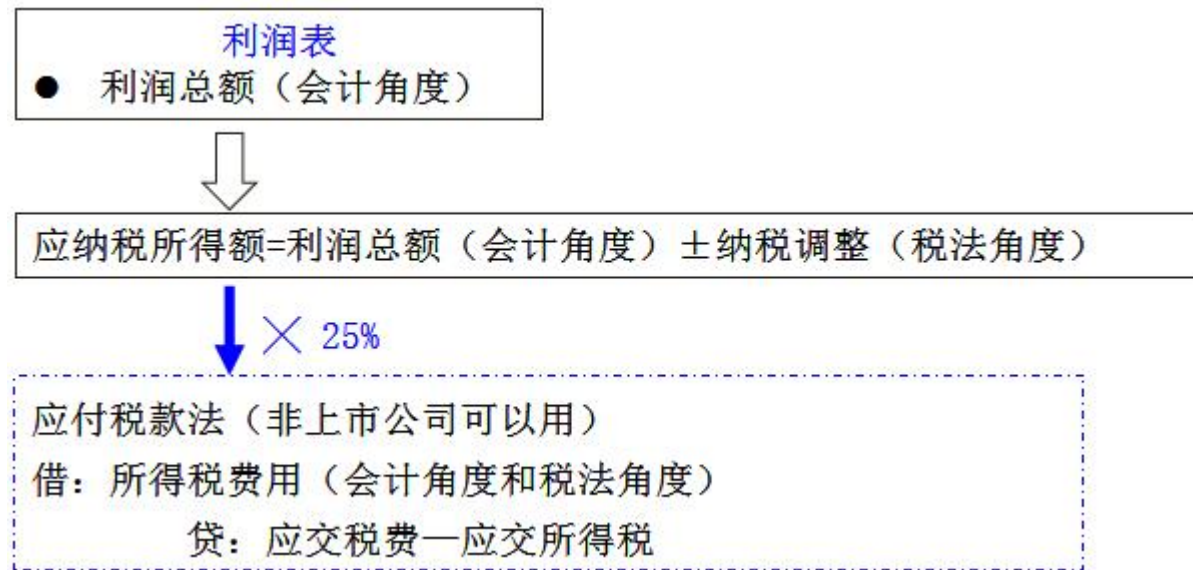 利润表
● 利润总额（会计角度）
应纳税所得额=利润总额（会计角度）±纳税调整（税法角度）
× 25%
应付税款法（非上市公司可以用）
借：所得税费用（会计角度和税法角度）
贷：应交税费—应交所得税